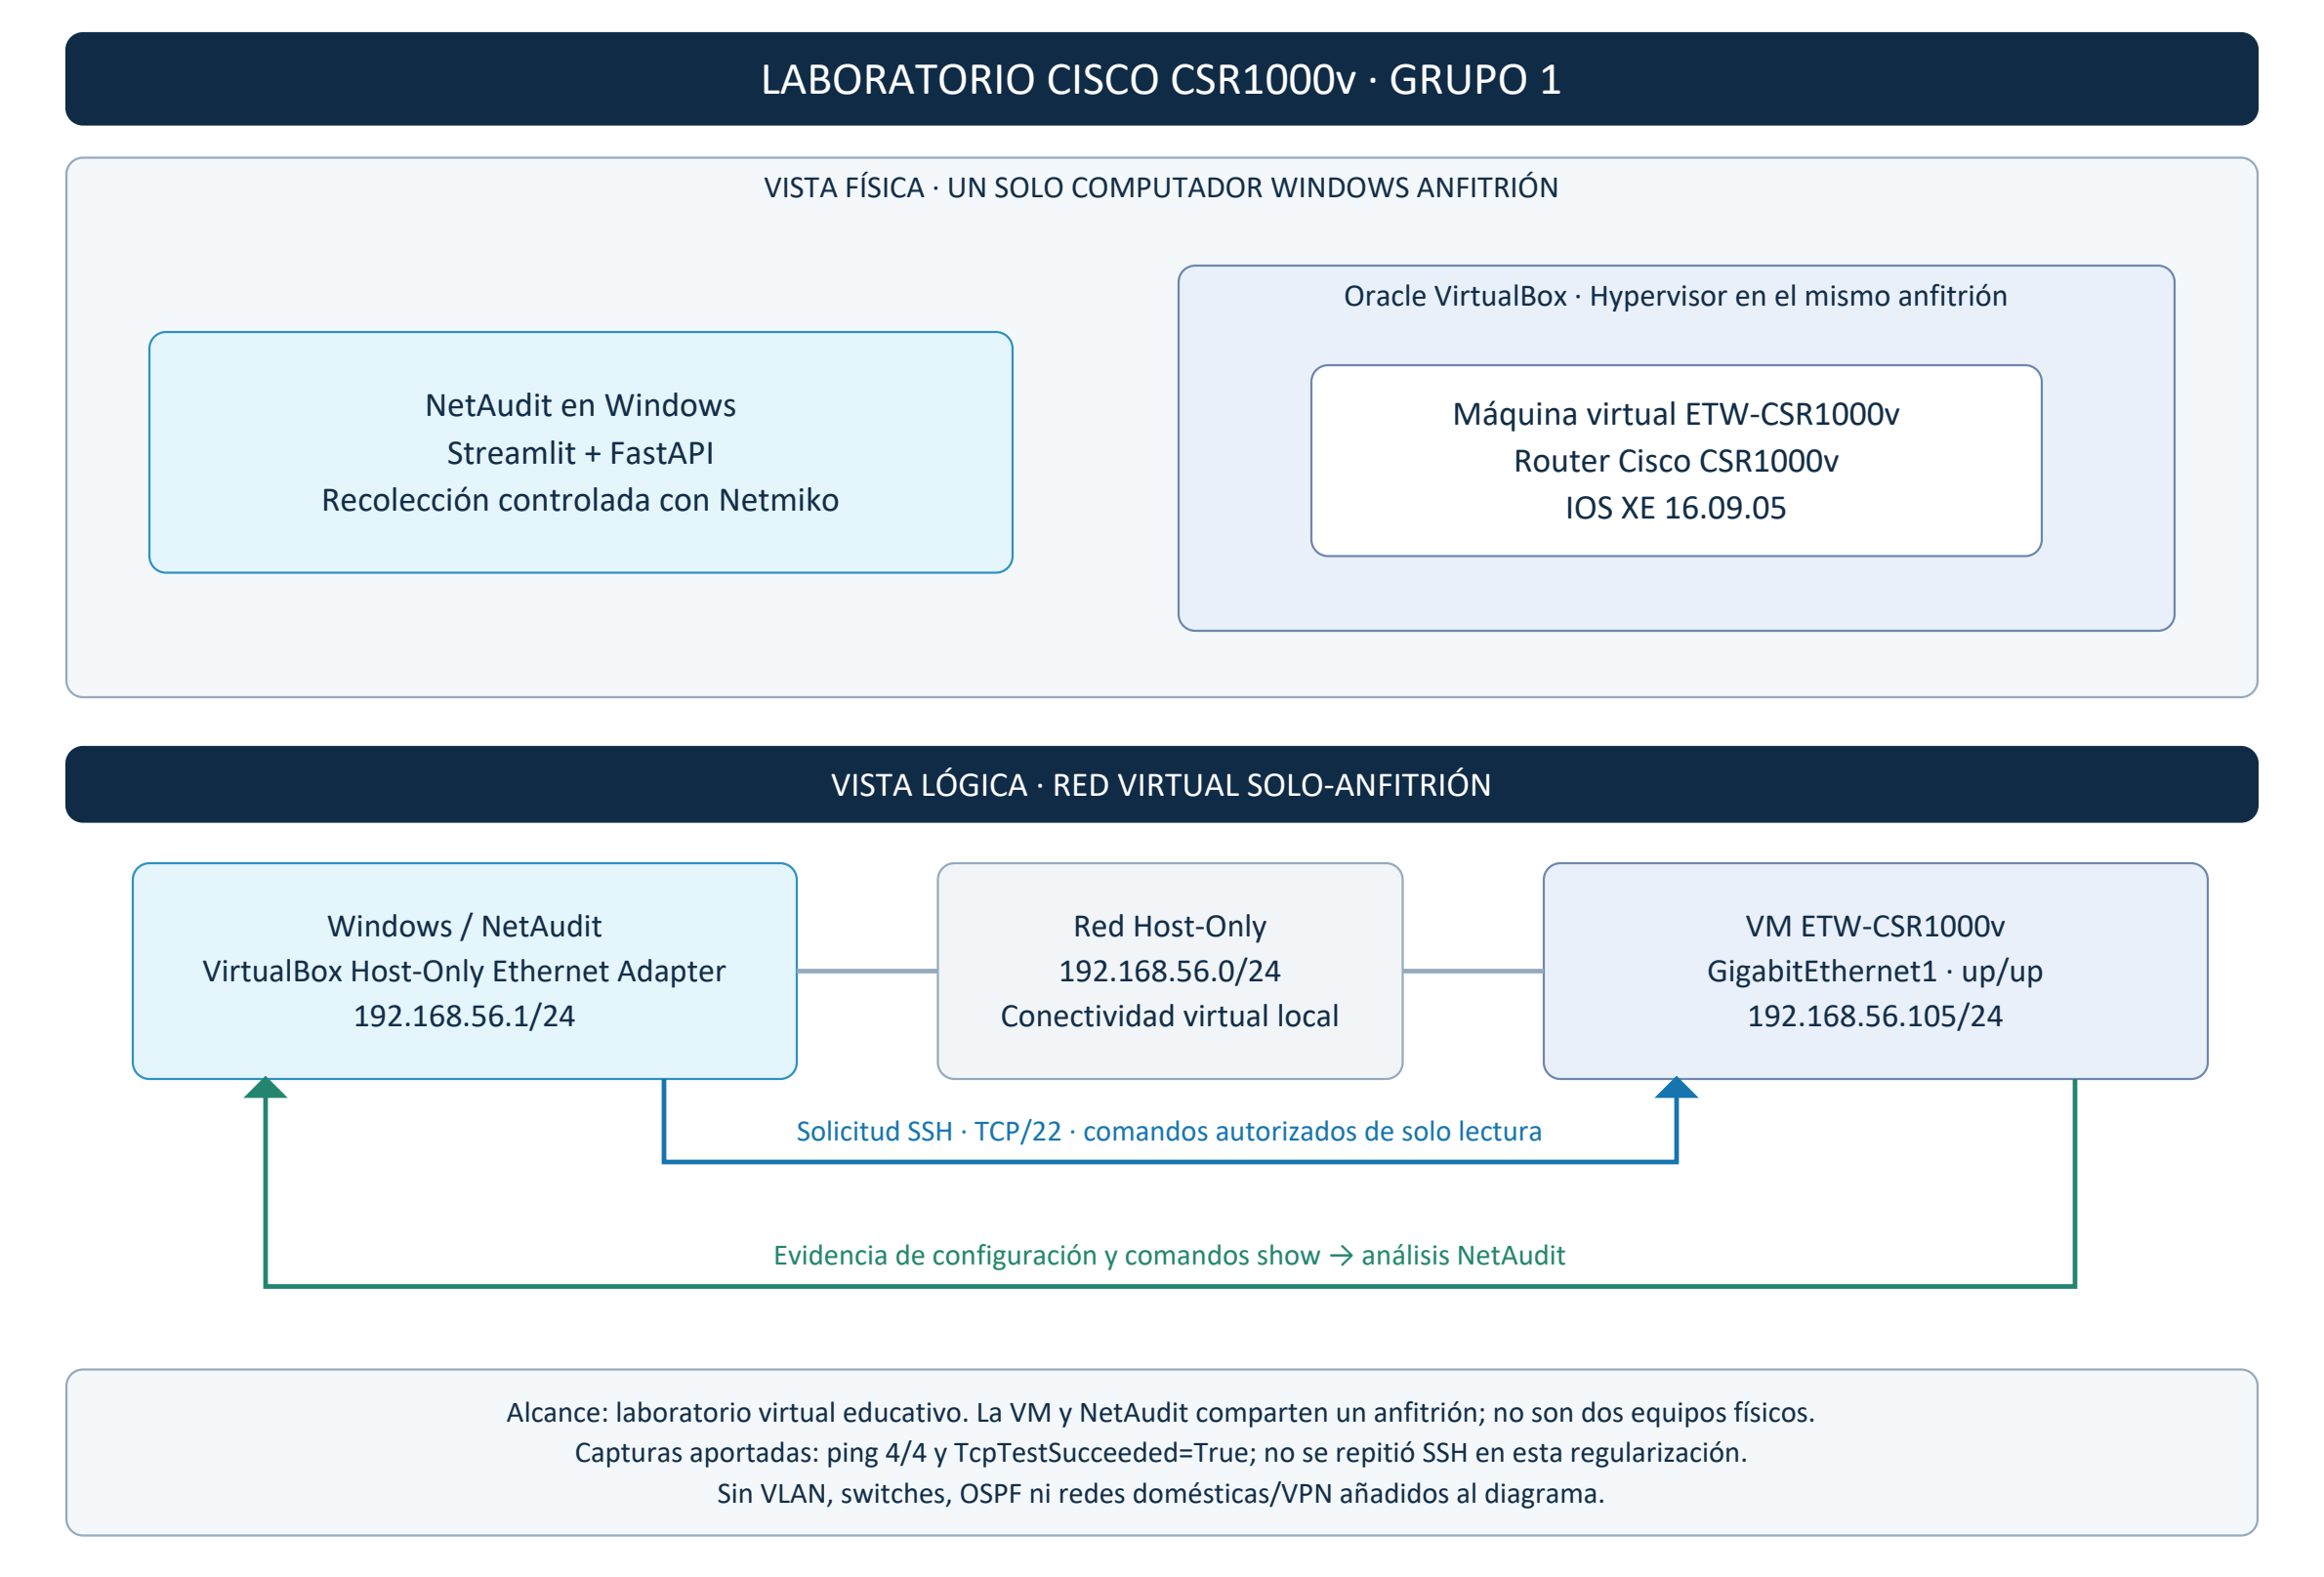 LABORATORIO CISCO CSR1000v · GRUPO 1
VISTA FÍSICA · UN SOLO COMPUTADOR WINDOWS ANFITRIÓN
Oracle VirtualBox · Hypervisor en el mismo anfitrión
NetAudit en Windows
Streamlit + FastAPI
Recolección controlada con Netmiko
Máquina virtual ETW-CSR1000v
Router Cisco CSR1000v
IOS XE 16.09.05
VISTA LÓGICA · RED VIRTUAL SOLO-ANFITRIÓN
Windows / NetAudit
VirtualBox Host-Only Ethernet Adapter
192.168.56.1/24
Red Host-Only
192.168.56.0/24
Conectividad virtual local
VM ETW-CSR1000v
GigabitEthernet1 · up/up
192.168.56.105/24
Solicitud SSH · TCP/22 · comandos autorizados de solo lectura
Evidencia de configuración y comandos show → análisis NetAudit
Alcance: laboratorio virtual educativo. La VM y NetAudit comparten un anfitrión; no son dos equipos físicos.
Capturas aportadas: ping 4/4 y TcpTestSucceeded=True; no se repitió SSH en esta regularización.
Sin VLAN, switches, OSPF ni redes domésticas/VPN añadidos al diagrama.